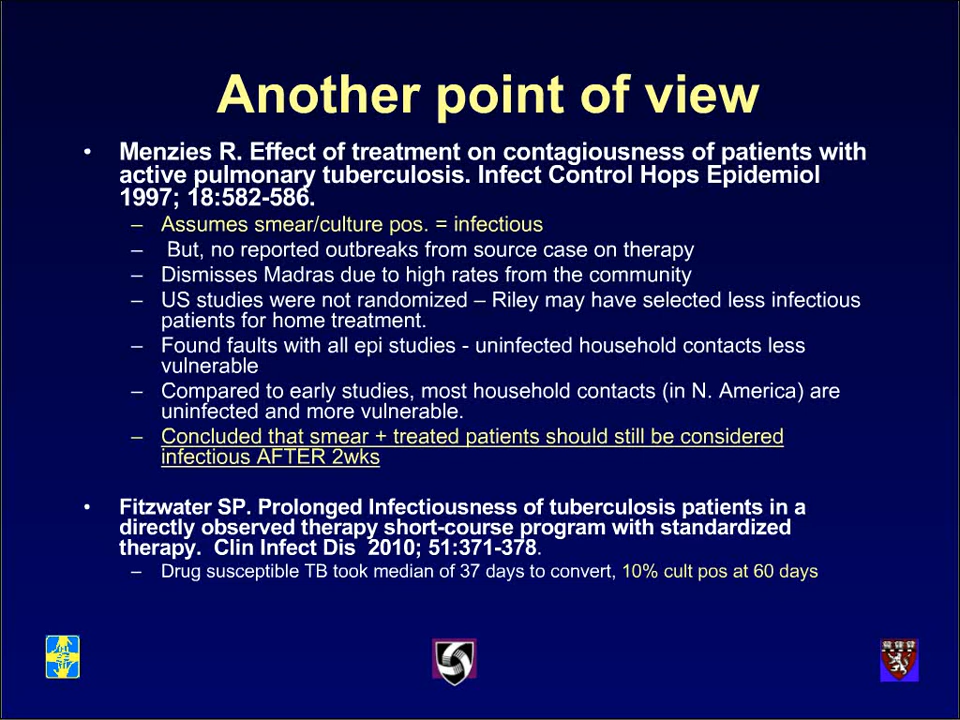 Another point of view
• Menzies R. Effect of treatment on contagiousness of patients with
active pulmonary tuberculosis. Infect Control Hops Epidemiol
1997; 18:582-586.
– Assumes smear/culture pos. = infectious
– But, no reported outbreaks from source case on therapy
– Dismisses Madras due to high rates from the community
– US studies were not randomized – Riley may have selected less infectious
patients for home treatment.
– Found faults with all epi studies - uninfected household contacts less
vulnerable
– Compared to early studies, most household contacts (in N. America) are
uninfected and more vulnerable.
– Concluded that smear + treated patients should still be considered
infectious AFTER 2wks
• Fitzwater SP. Prolonged Infectiousness of tuberculosis patients in a
directly observed therapy short-course program with standardized
therapy. Clin Infect Dis 2010; 51:371-378.
– Drug susceptible TB took median of 37 days to convert, 10% cult pos at 60 days